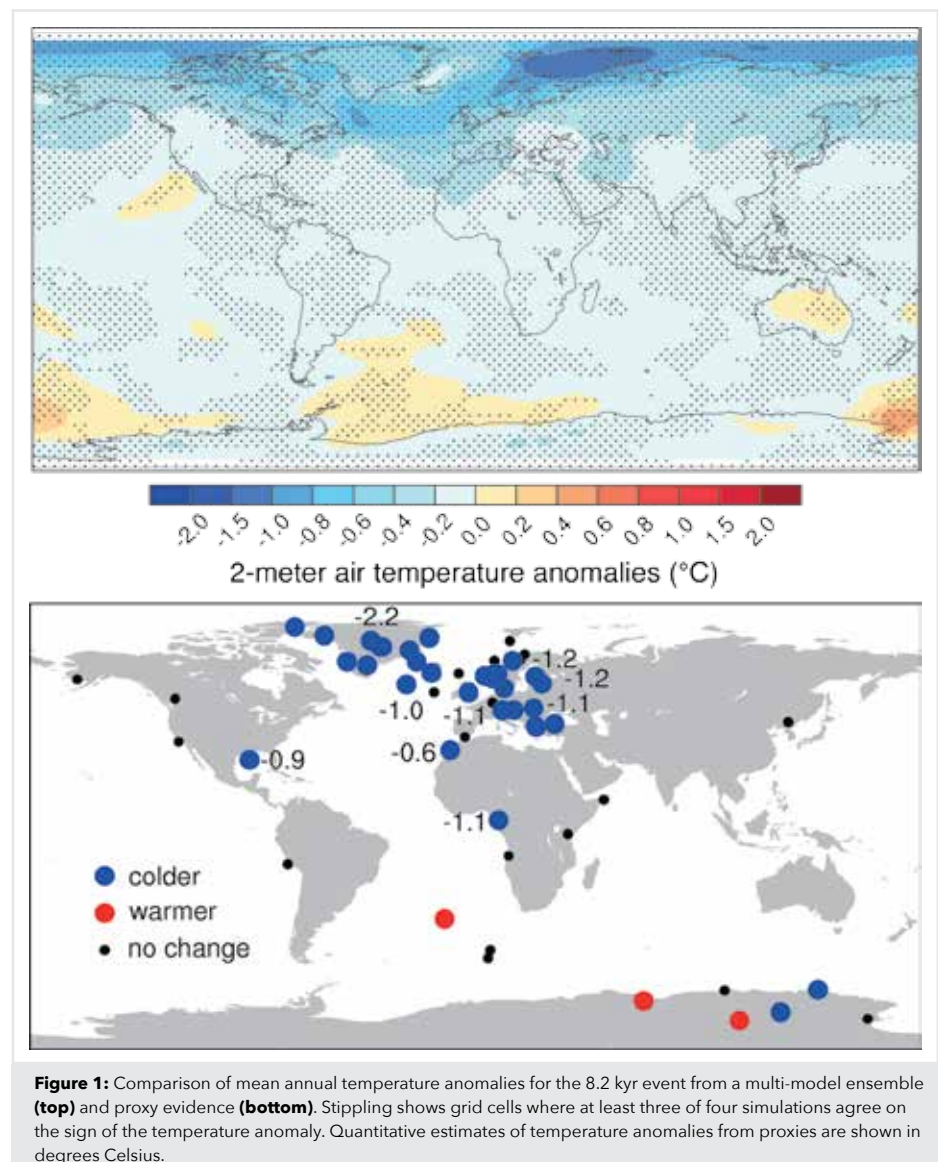 -2.0 -1.5 -1.0 -0.8 -0.6 -0.4 -0.2 0.0 0.2 0.4 0.6 0.8 1.0 1.5 2.0
2-meter air temperature anomalies (°C)
-2.2
-1.2
-1.2
-1.0
-1.1
-1.1
-0.6
-0.9
-1.1
colder
warmer
no change
Figure 1: Comparison of mean annual temperature anomalies for the 8.2 kyr event from a multi-model ensemble
(top) and proxy evidence (bottom). Stippling shows grid cells where at least three of four simulations agree on
the sign of the temperature anomaly. Quantitative estimates of temperature anomalies from proxies are shown in
degrees Celsius.